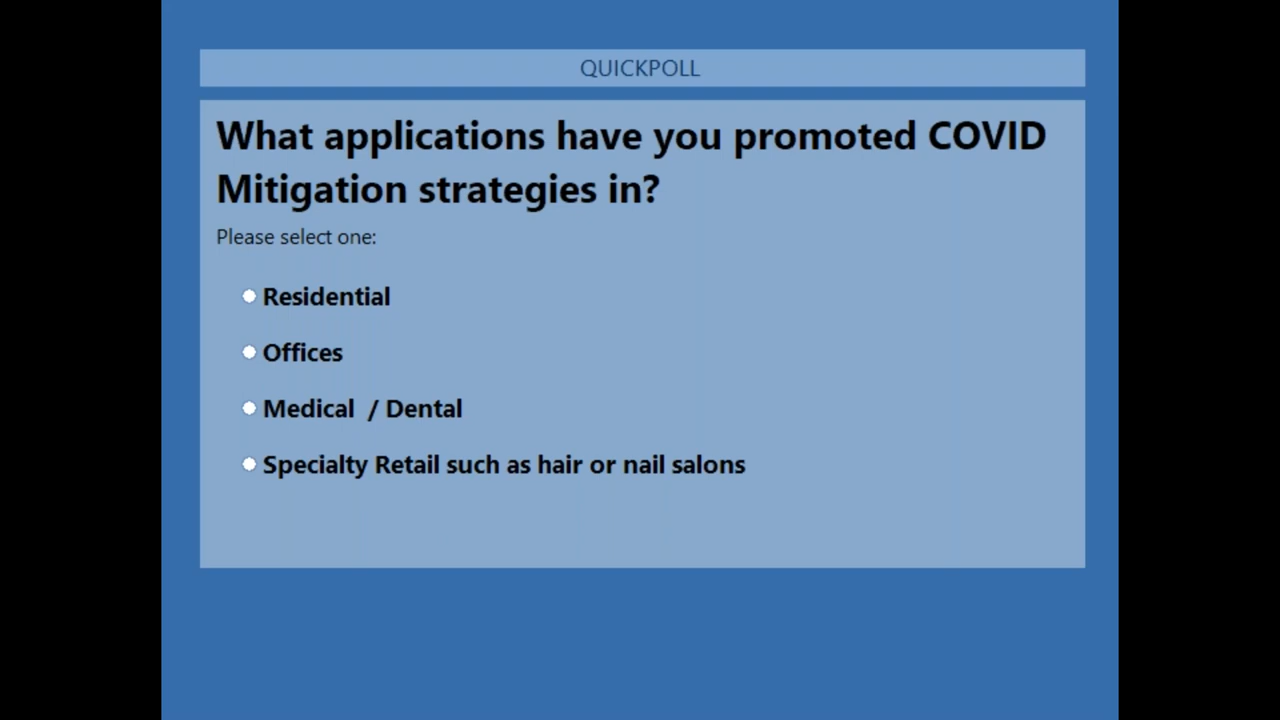 QUICKPOLL
What applications have you promoted COVID
Mitigation strategies in?
Please select one:
Residential
Offices
Medical / Dental
Specialty Retail such as hair or nail salons